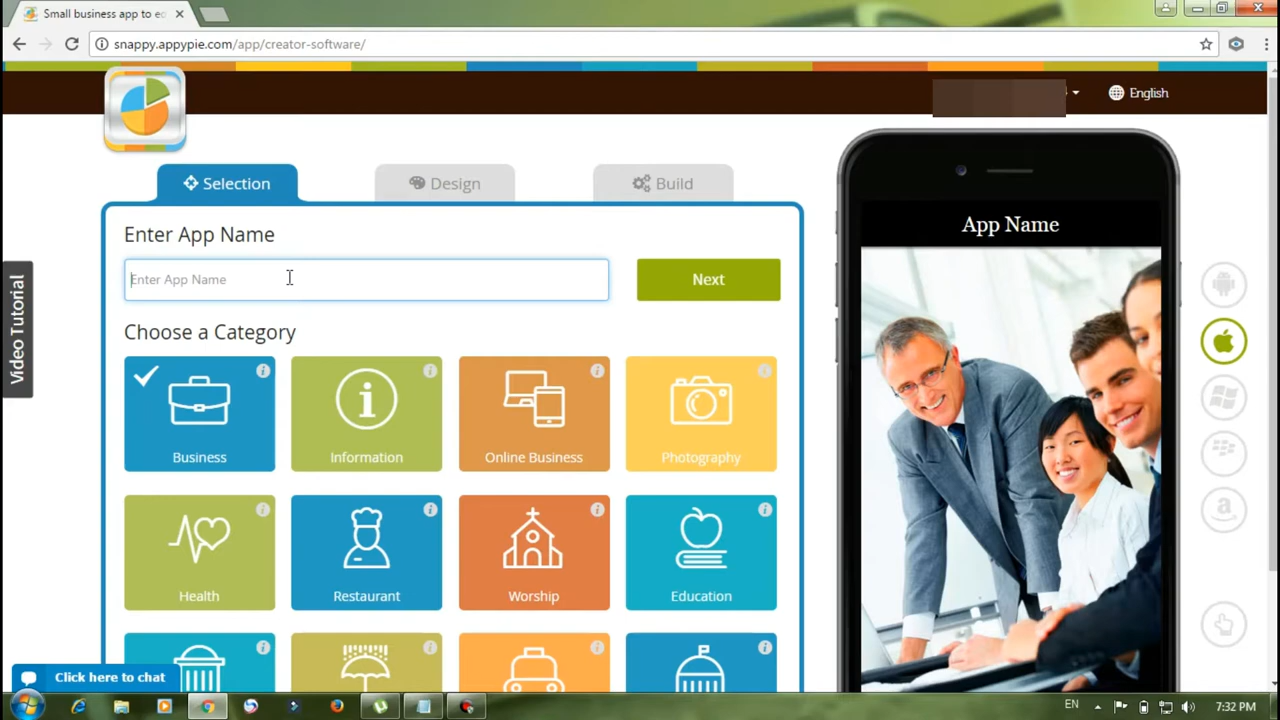 Small business app to eo
snappy.appypie.com/app/creator-software/
English
Selection
Design
Build
Enter App Name
Enter App Name
Next
Choose a Category
Business
Information
Online Business
Photography
Health
Restaurant
Worship
Education
Video Tutorial
App Name
Click here to chat
EN
7:32 PM